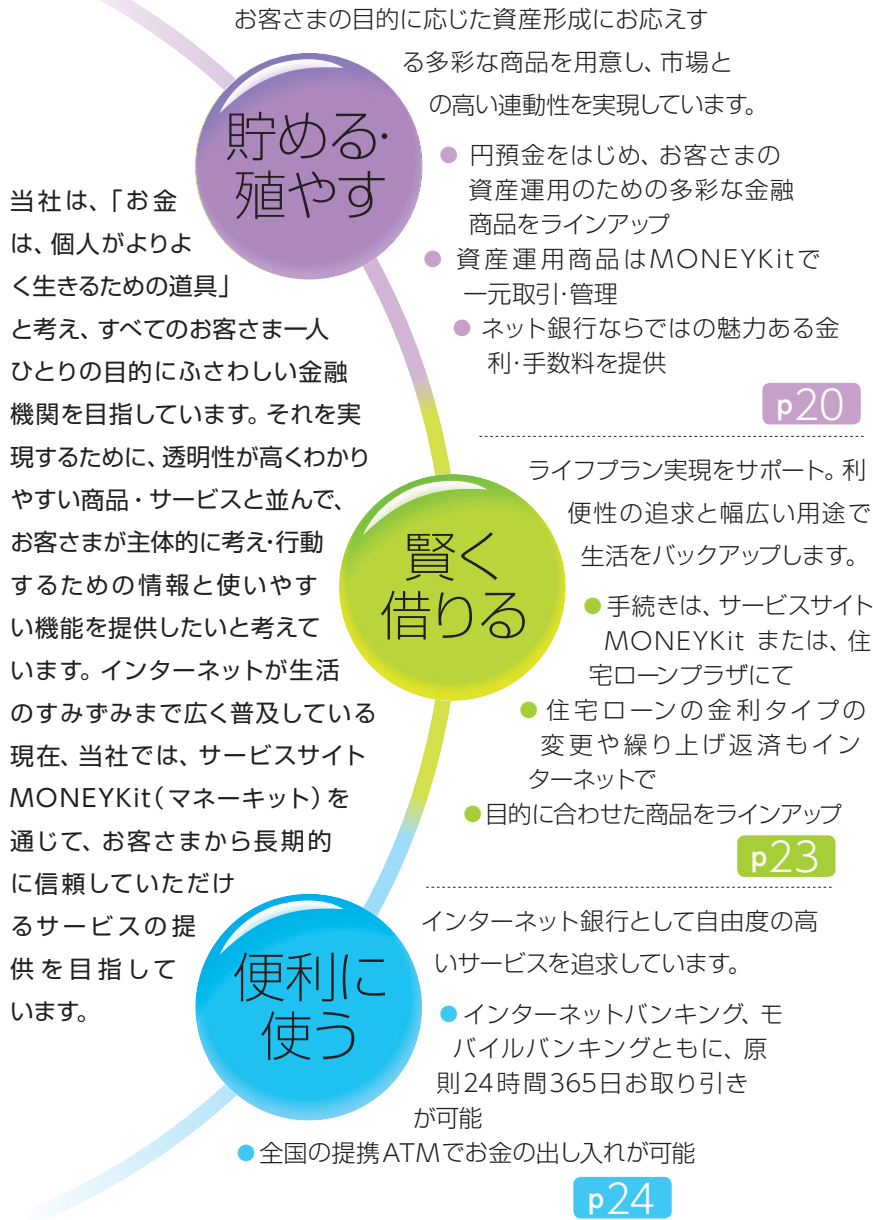 当社は、「お金
は、個人がよりよ
く生きるための道具」
と考え、すべてのお客さま一人
ひとりの目的にふさわしい金融
機関を目指しています。それを実
現するために、透明性が高くわかり
やすい商品・サービスと並んで、
お客さまが主体的に考え・行動
するための情報と使いやす
い機能を提供したいと考えて
います。インターネットが生活
のすみずみまで広く普及している
現在、当社では、サービスサイト
MONEYKit(マネーキット)を
通じて、お客さまから長期的
に信頼していただけ
るサービスの提
供を目指して
います。
貯める・
殖やす
お客さまの目的に応じた資産形成にお応えす
る多彩な商品を用意し、市場と
の高い連動性を実現しています。
● 円預金をはじめ、お客さまの
資産運用のための多彩な金融
商品をラインアップ
● 資産運用商品はMONEYKitで
一元取引・管理
● ネット銀行ならではの魅力ある金
利・手数料を提供
p20
賢く
借りる
ライフプラン実現をサポート。利
便性の追求と幅広い用途で
生活をバックアップします。
● 手続きは、サービスサイト
MONEYKit または、住
宅ローンプラザにて
● 住宅ローンの金利タイプの
変更や繰り上げ返済もイン
ターネットで
● 目的に合わせた商品をラインアップ
p23
便利に
使う
インターネット銀行として自由度の高
いサービスを追求しています。
● インターネットバンキング、モ
バイルバンキングともに、原
則24時間365日お取り引き
が可能
● 全国の提携ATMでお金の出し入れが可能
p24